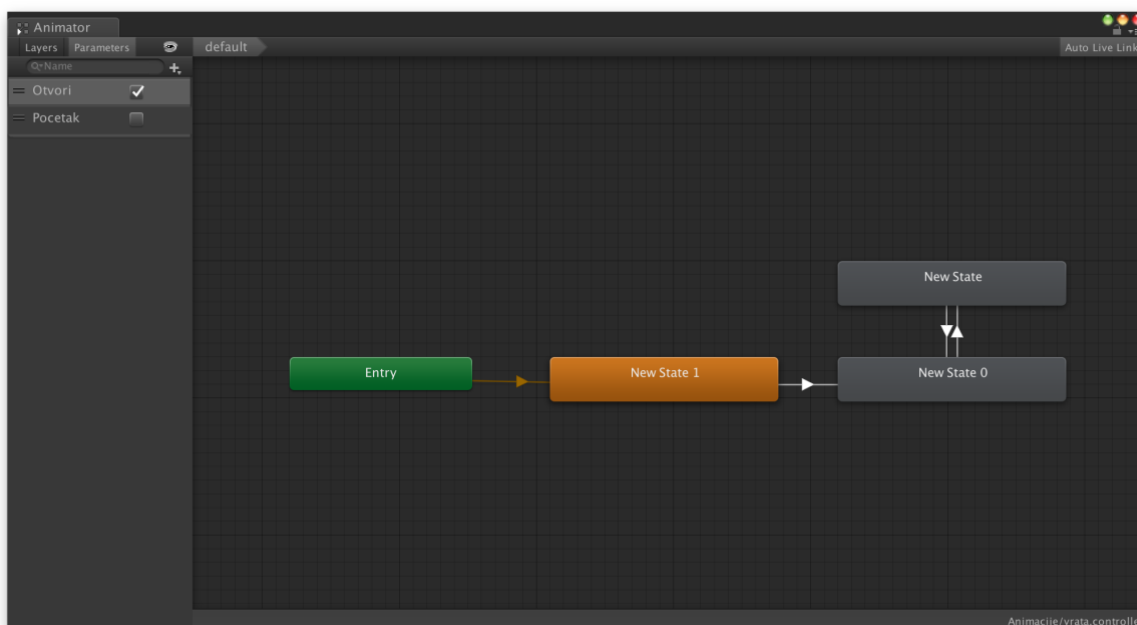 Animator
Layers Parameters
default
Auto Live Link
Name
Otvori
Pocetak
New State
Entry
New State 1
New State 0
Animacije/vrata.controlle